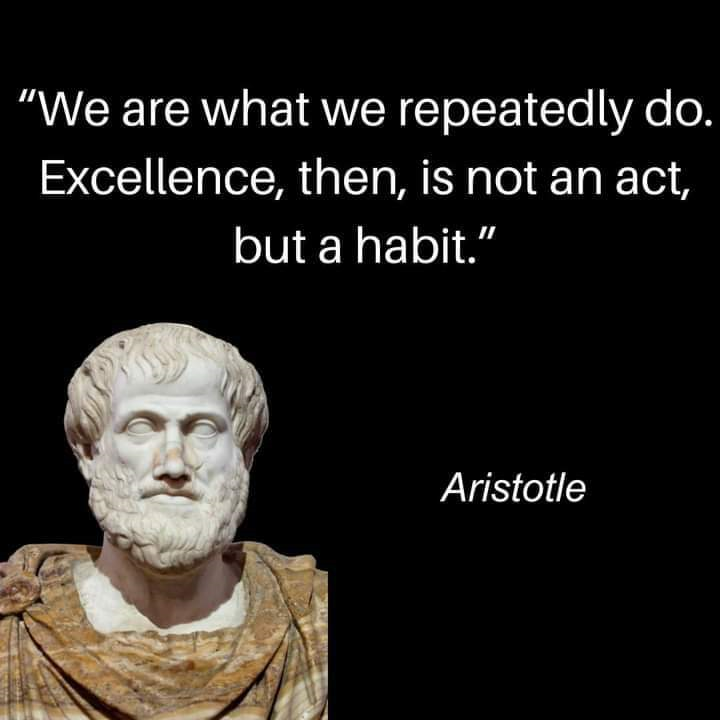 “We are what we repeatedly do.
Excellence, then, is not an act,
but a habit.”
Aristotle